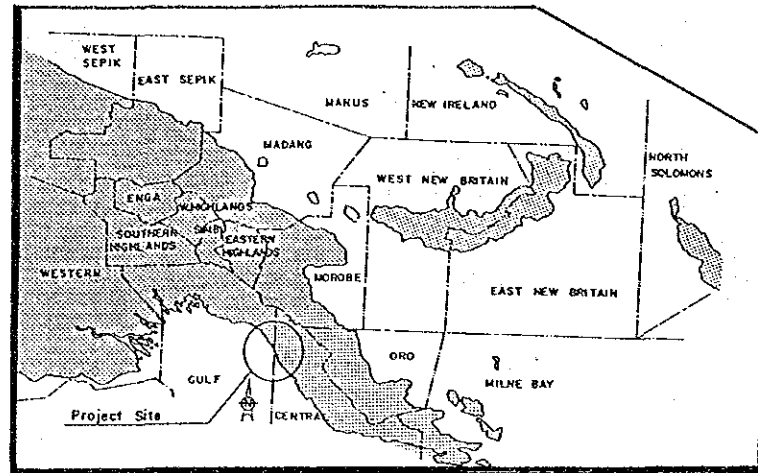 WEST
SEPIK
EAST SEPIK
MANUS
NEW IRELAND
MADANG
NORTH
SOLOMONS
WEST NEW BRITAIN
ENGA
W.HIGHLANDS
SOUTHERN
HIGHLANDS
EASTERN
HIGHLANDS
WESTERN
MOROBE
EAST NEW BRITAIN
ORO
GULF
MILNE BAY
Project Site
CENTRAL